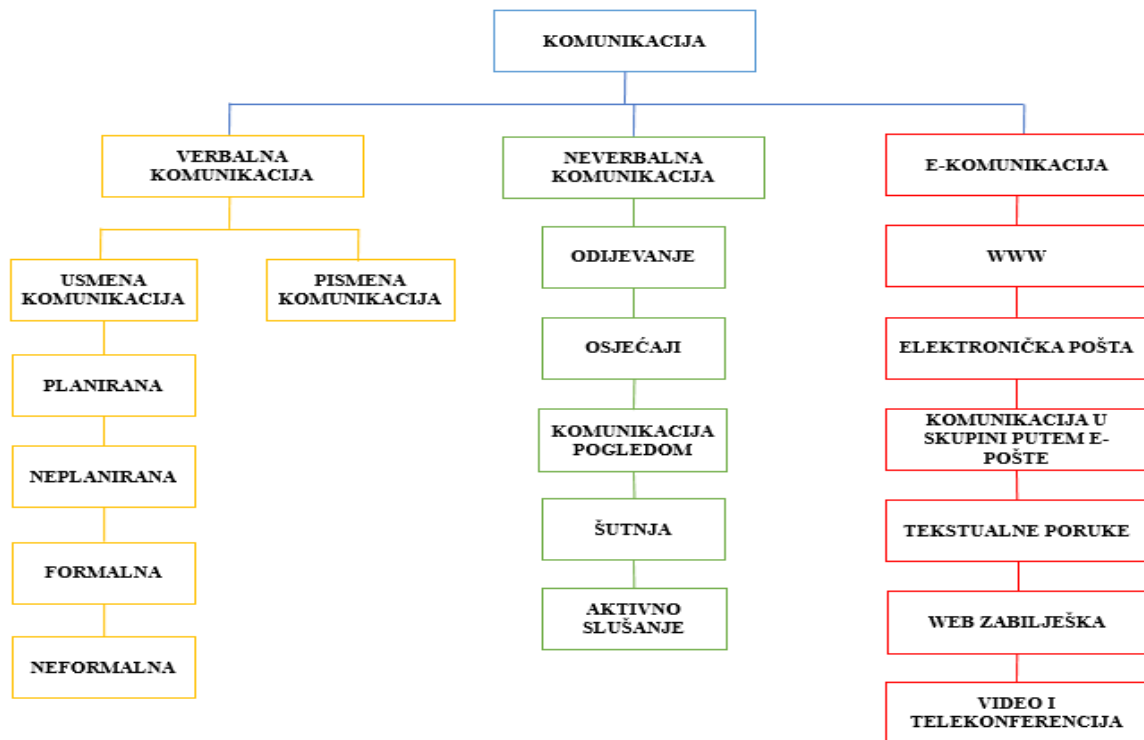 KOMUNIKACIJA
VERBALNA
KOMUNIKACIJA
NEVERBALNA
KOMUNIKACIJA
E-KOMUNIKACIJA
USMENA
KOMUNIKACIJA
PISMENA
KOMUNIKACIJA
PLANIRANA
NEPLANIRANA
FORMALNA
NEFORMALNA
ODIJEVANJE
OSJEĆAJI
KOMUNIKACIJA
POGLEDOM
ŠUTNJA
AKTIVNO
SLUŠANJE
WWW
ELEKTRONIČKA POŠTA
KOMUNIKACIJA U
SKUPINI PUTEM E-
POŠTE
TEKSTUALNE PORUKE
WEB ZABILJEŠKA
VIDEO I
TELEKONFERENCIJA